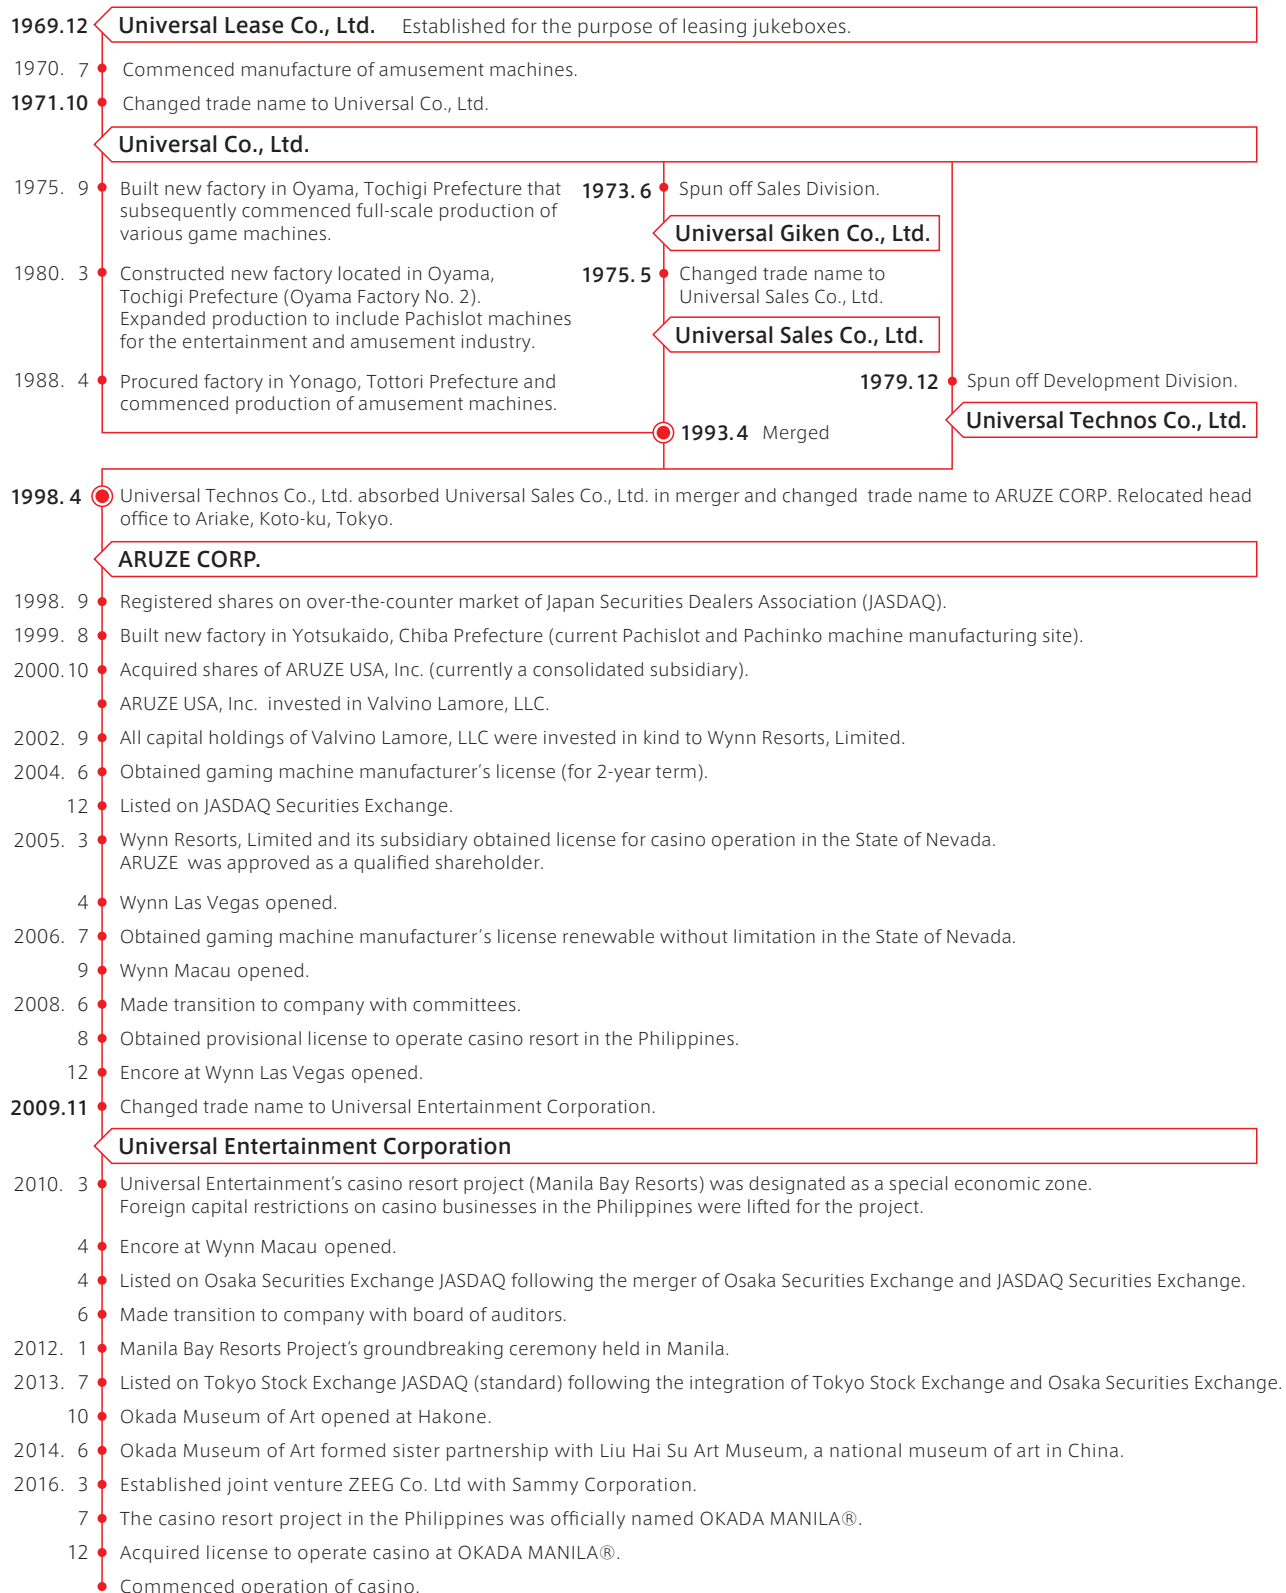 1969.12 Universal Lease Co., Ltd. Established for the purpose of leasing jukeboxes.
1970. 7 Commenced manufacture of amusement machines.
1971.10 Changed trade name to Universal Co., Ltd.
Universal Co., Ltd.
1975. 9 Built new factory in Oyama, Tochigi Prefecture that
subsequently commenced full-scale production of
various game machines.
1980. 3 Constructed new factory located in Oyama,
Tochigi Prefecture (Oyama Factory No. 2).
Expanded production to include Pachislot machines
for the entertainment and amusement industry.
1988. 4 Procured factory in Yonago, Tottori Prefecture and
commenced production of amusement machines.
1973. 6 Spun off Sales Division.
Universal Giken Co., Ltd.
1975. 5 Changed trade name to
Universal Sales Co., Ltd.
Universal Sales Co., Ltd.
1979.12 Spun off Development Division.
Universal Technos Co., Ltd.
1993.4 Merged
1998. 4 Universal Technos Co., Ltd. absorbed Universal Sales Co., Ltd. in merger and changed trade name to ARUZE CORP. Relocated head
office to Ariake, Koto-ku, Tokyo.
ARUZE CORP.
1998. 9 Registered shares on over-the-counter market of Japan Securities Dealers Association (JASDAQ).
1999. 8 Built new factory in Yotsukaido, Chiba Prefecture (current Pachislot and Pachinko machine manufacturing site).
2000.10 Acquired shares of ARUZE USA, Inc. (currently a consolidated subsidiary).
ARUZE USA, Inc. invested in Valvino Lamore, LLC.
2002. 9 All capital holdings of Valvino Lamore, LLC were invested in kind to Wynn Resorts, Limited.
2004. 6 Obtained gaming machine manufacturer's license (for 2-year term).
12 Listed on JASDAQ Securities Exchange.
2005. 3 Wynn Resorts, Limited and its subsidiary obtained license for casino operation in the State of Nevada.
ARUZE was approved as a qualified shareholder.
4 Wynn Las Vegas opened.
2006. 7 Obtained gaming machine manufacturer's license renewable without limitation in the State of Nevada.
9 Wynn Macau opened.
2008. 6 Made transition to company with committees.
8 Obtained provisional license to operate casino resort in the Philippines.
12 Encore at Wynn Las Vegas opened.
2009.11 Changed trade name to Universal Entertainment Corporation.
Universal Entertainment Corporation
2010. 3 Universal Entertainment's casino resort project (Manila Bay Resorts) was designated as a special economic zone.
Foreign capital restrictions on casino businesses in the Philippines were lifted for the project.
4 Encore at Wynn Macau opened.
4 Listed on Osaka Securities Exchange JASDAQ following the merger of Osaka Securities Exchange and JASDAQ Securities Exchange.
6 Made transition to company with board of auditors.
2012. 1 Manila Bay Resorts Project's groundbreaking ceremony held in Manila.
2013. 7 Listed on Tokyo Stock Exchange JASDAQ (standard) following the integration of Tokyo Stock Exchange and Osaka Securities Exchange.
10 Okada Museum of Art opened at Hakone.
2014. 6 Okada Museum of Art formed sister partnership with Liu Hai Su Art Museum, a national museum of art in China.
2016. 3 Established joint venture ZEEG Co. Ltd with Sammy Corporation.
7 The casino resort project in the Philippines was officially named OKADA MANILA®.
12 Acquired license to operate casino at OKADA MANILA®.
Commenced operation of casino.